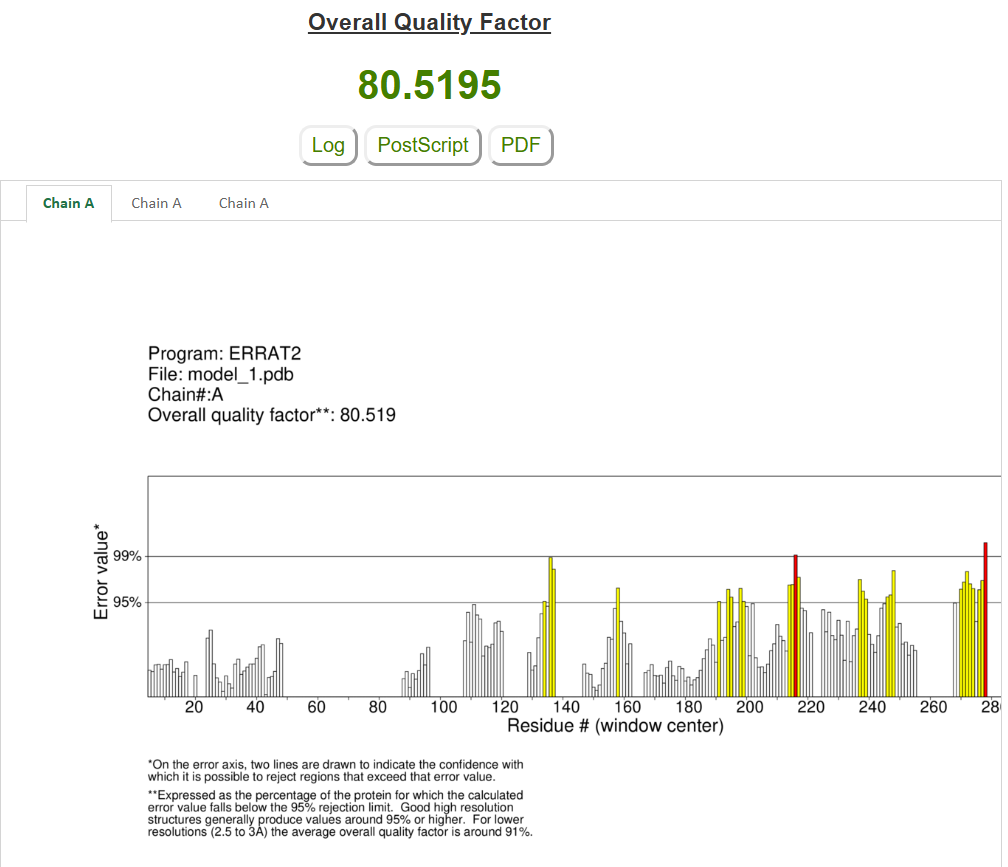 Overall Quality Factor
80.5195
Log PostScript PDF
Chain A Chain A Chain A
Program: ERRAT2
File: model_1.pdb
Chain#:A
Overall quality factor**: 80.519
Error value*
99%
95%
20 40 60 80 100 120 140 160 180 200 220 240 260 280
Residue # (window center)
*On the error axis, two lines are drawn to indicate the confidence with
which it is possible to reject regions that exceed that error value.
**Expressed as the percentage of the protein for which the calculated
error value falls below the 95% rejection limit. Good high resolution
structures generally produce values around 95% or higher. For lower
resolutions (2.5 to 3A) the average overall quality factor is around 91%.